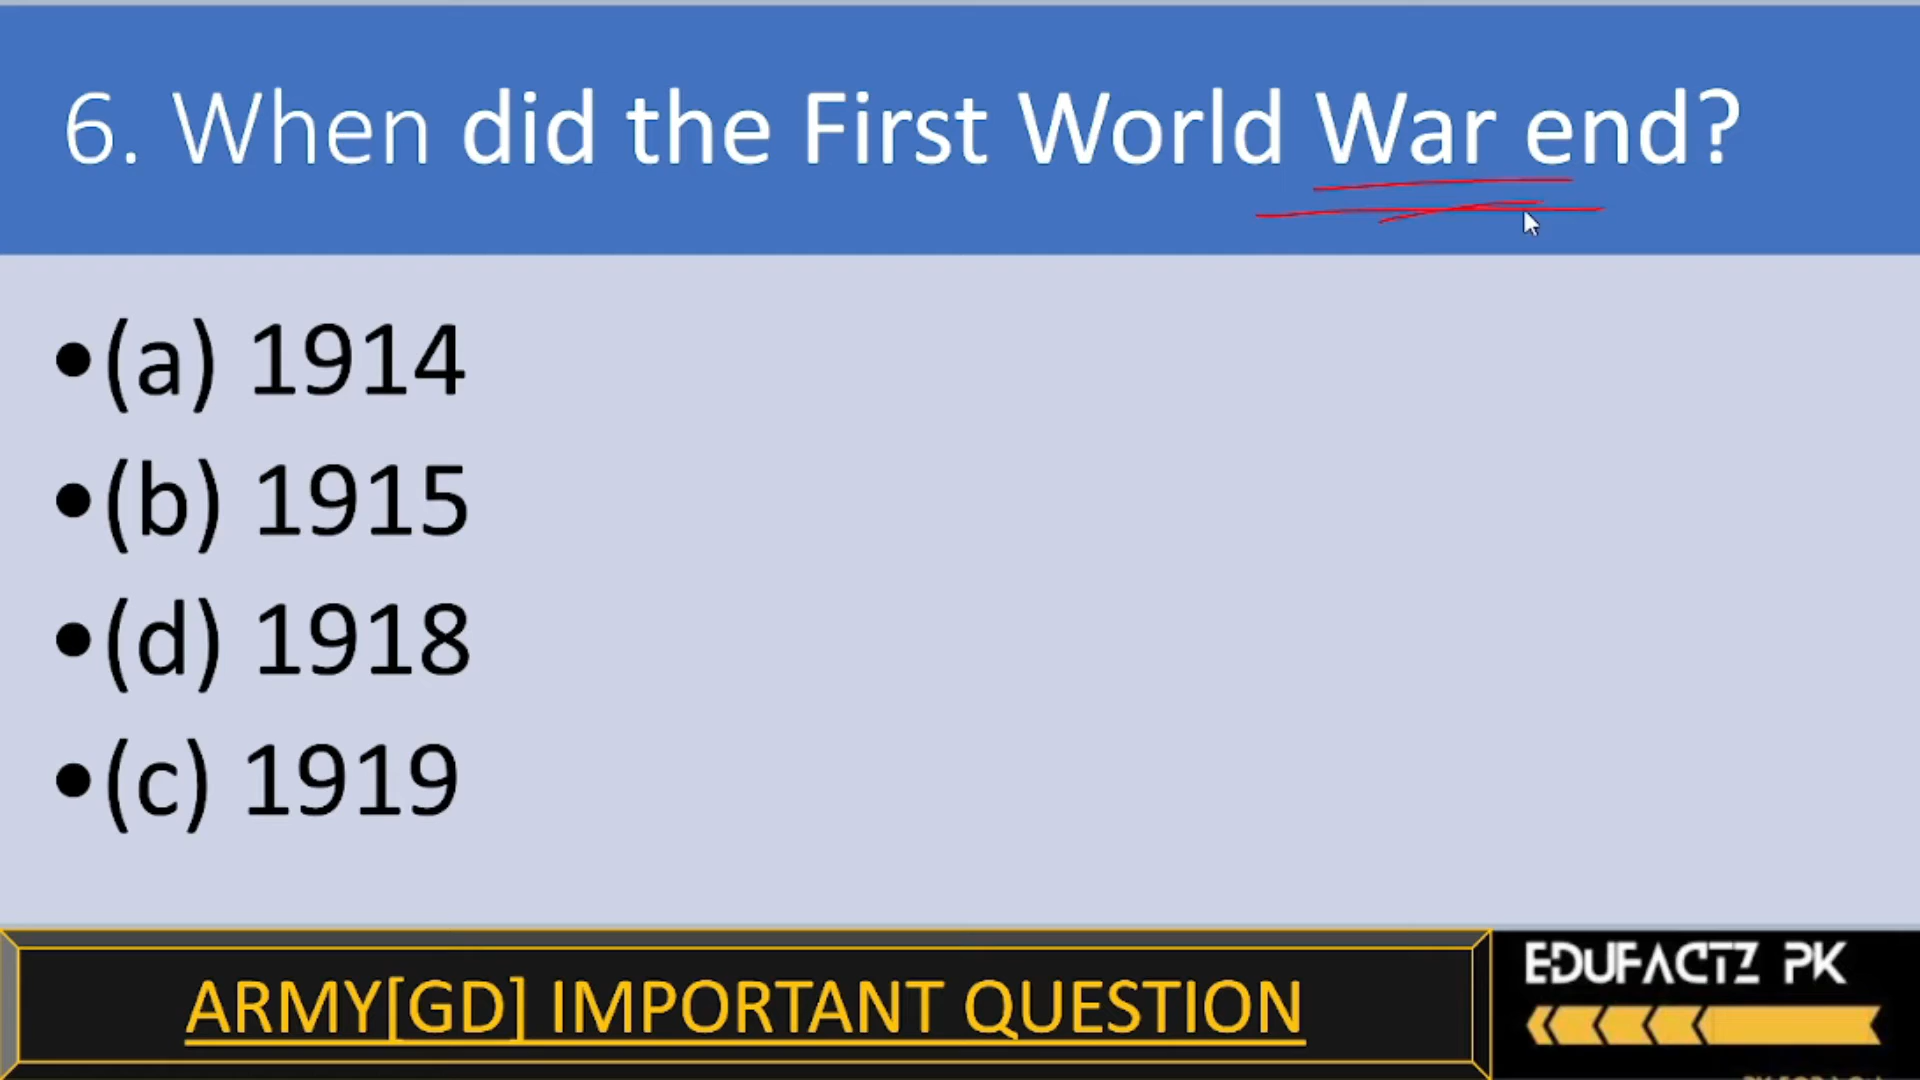 6. When did the First World War end?
•(a) 1914
•(b) 1915
•(d) 1918
•(c) 1919
ARMY[GD] IMPORTANT QUESTION
EDUFACTZ PK